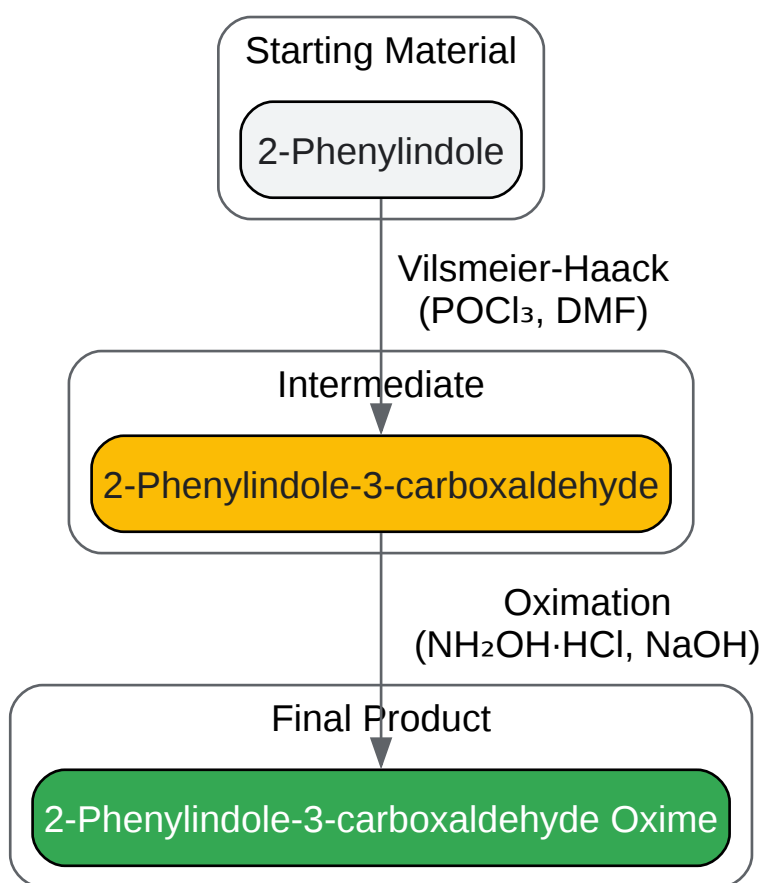 Starting Material
2-Phenylindole
Vilsmeier-Haack
(POCl₃, DMF)
Intermediate
2-Phenylindole-3-carboxaldehyde
Oximation
(NH₂OH·HCl, NaOH)
Final Product
2-Phenylindole-3-carboxaldehyde Oxime